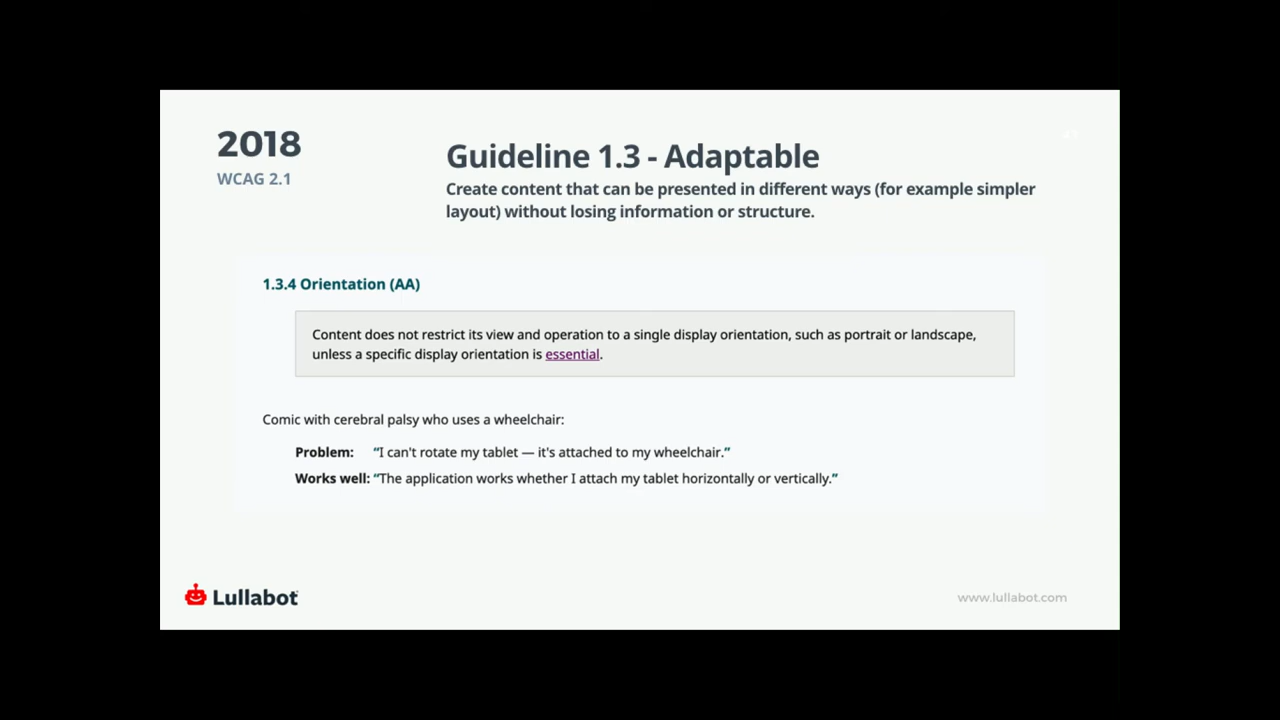 2018
WCAG 2.1
Guideline 1.3 - Adaptable
Create content that can be presented in different ways (for example simpler
layout) without losing information or structure.
1.3.4 Orientation (AA)
Content does not restrict its view and operation to a single display orientation, such as portrait or landscape,
unless a specific display orientation is essential.
Comic with cerebral palsy who uses a wheelchair:
Problem: “I can't rotate my tablet — it's attached to my wheelchair.”
Works well: “The application works whether I attach my tablet horizontally or vertically.”
Lullabot
www.lullabot.com